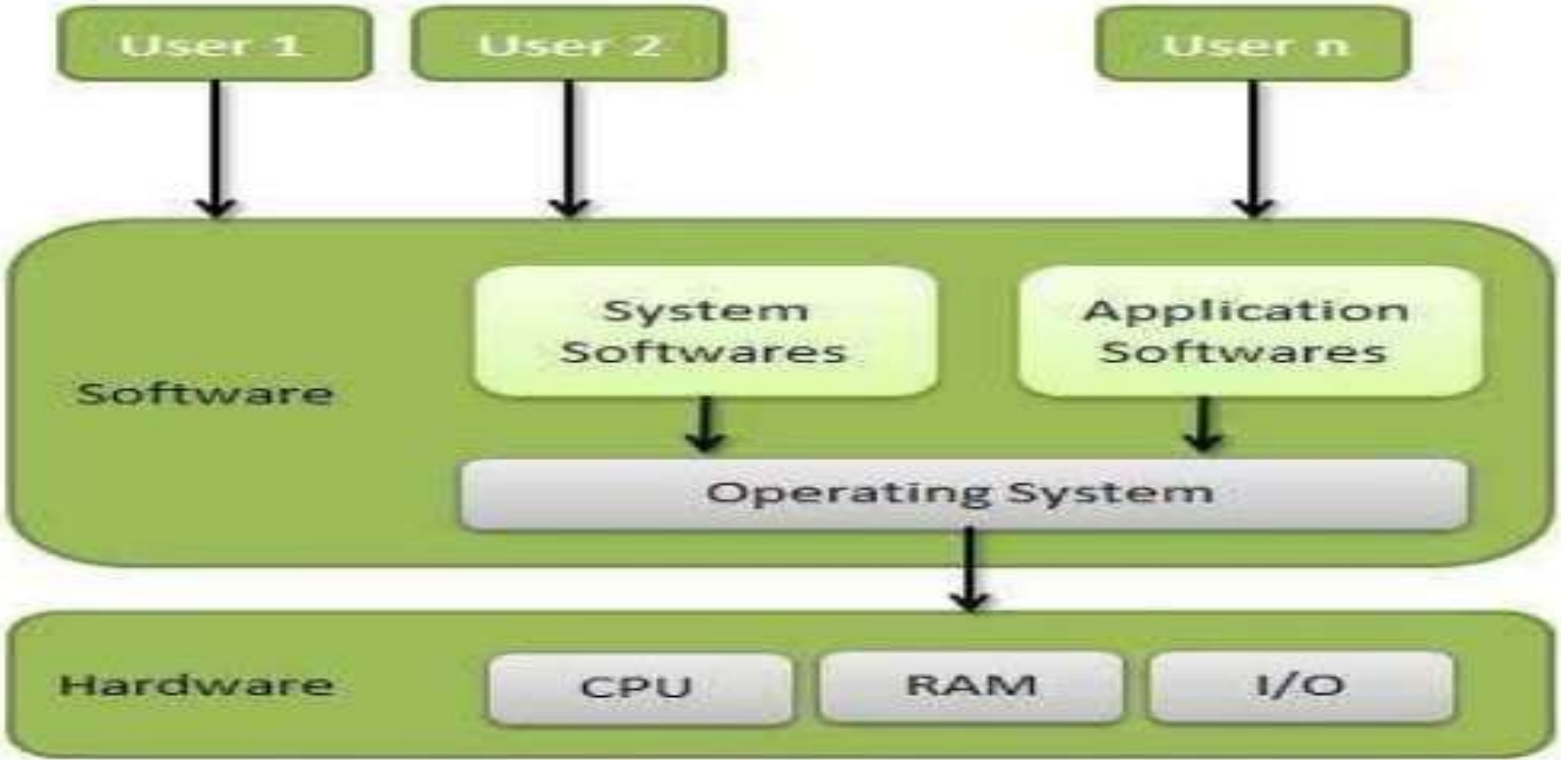 User 1
User 2
User n
System
Softwares
Application
Softwares
Software
Operating System
Hardware
CPU
RAM
I/O